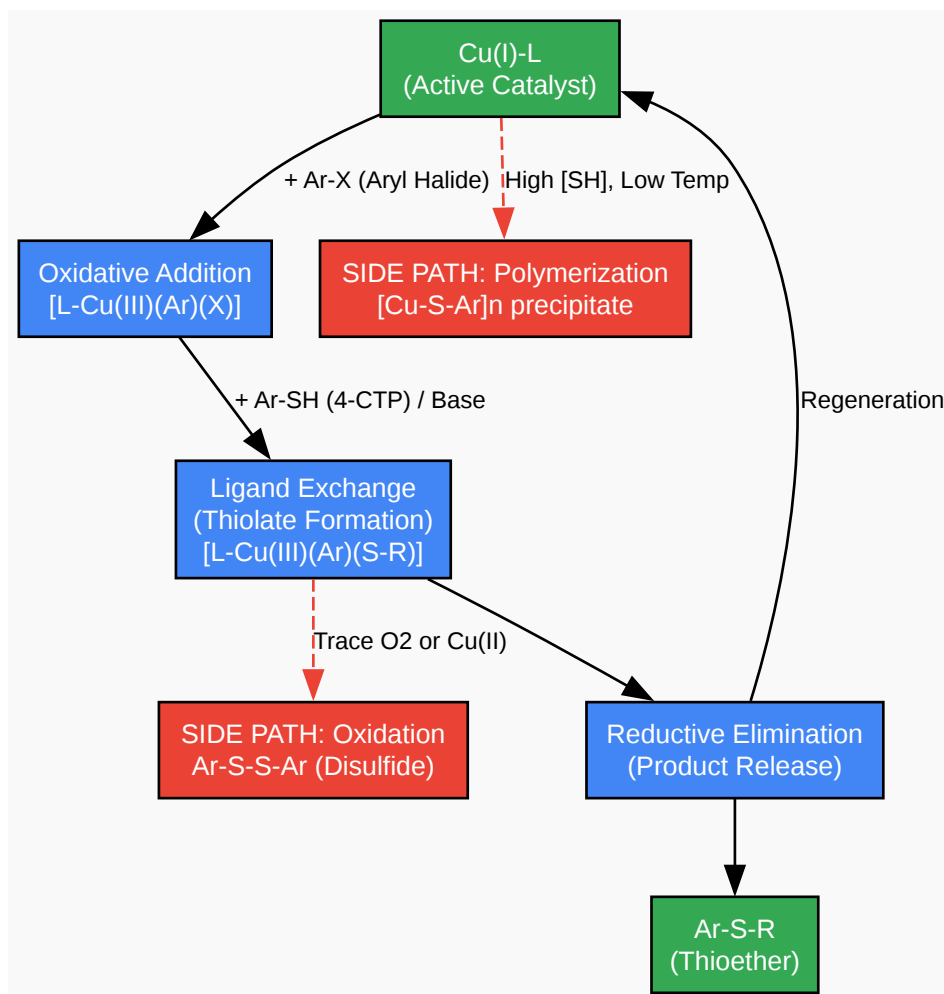 Cu(I)-L
(Active Catalyst)
+ Ar-X (Aryl Halide)
High [SH], Low Temp
Oxidative Addition
[L-Cu(III)(Ar)(X)]
SIDE PATH: Polymerization
[Cu-S-Ar]n precipitate
+ Ar-SH (4-CTP) / Base
Regeneration
Ligand Exchange
(Thiolate Formation)
[L-Cu(III)(Ar)(S-R)]
Trace O2 or Cu(II)
SIDE PATH: Oxidation
Ar-S-S-Ar (Disulfide)
Reductive Elimination
(Product Release)
Ar-S-R
(Thioether)